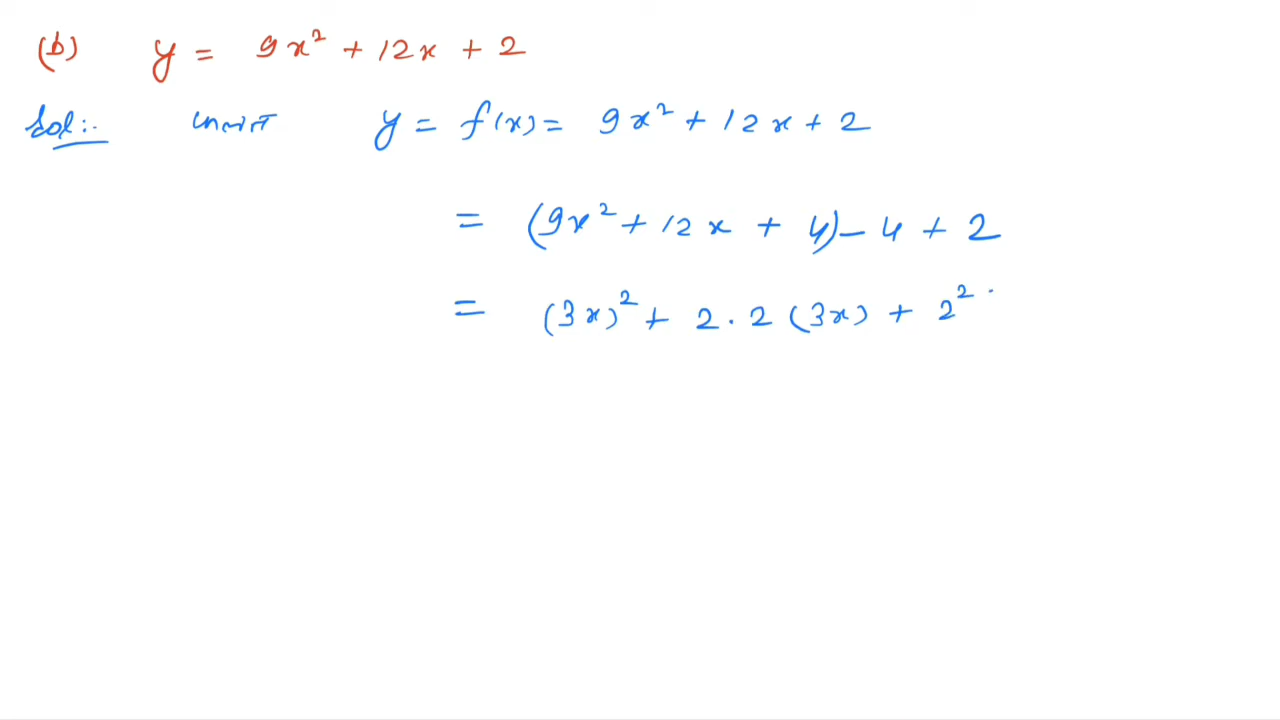 (b) y = 9x² + 12x + 2
Sol:- y = f(x) = 9x² + 12x + 2
= (9x² + 12x + 4) - 4 + 2
= (3x)² + 2 . 2 (3x) + 2²